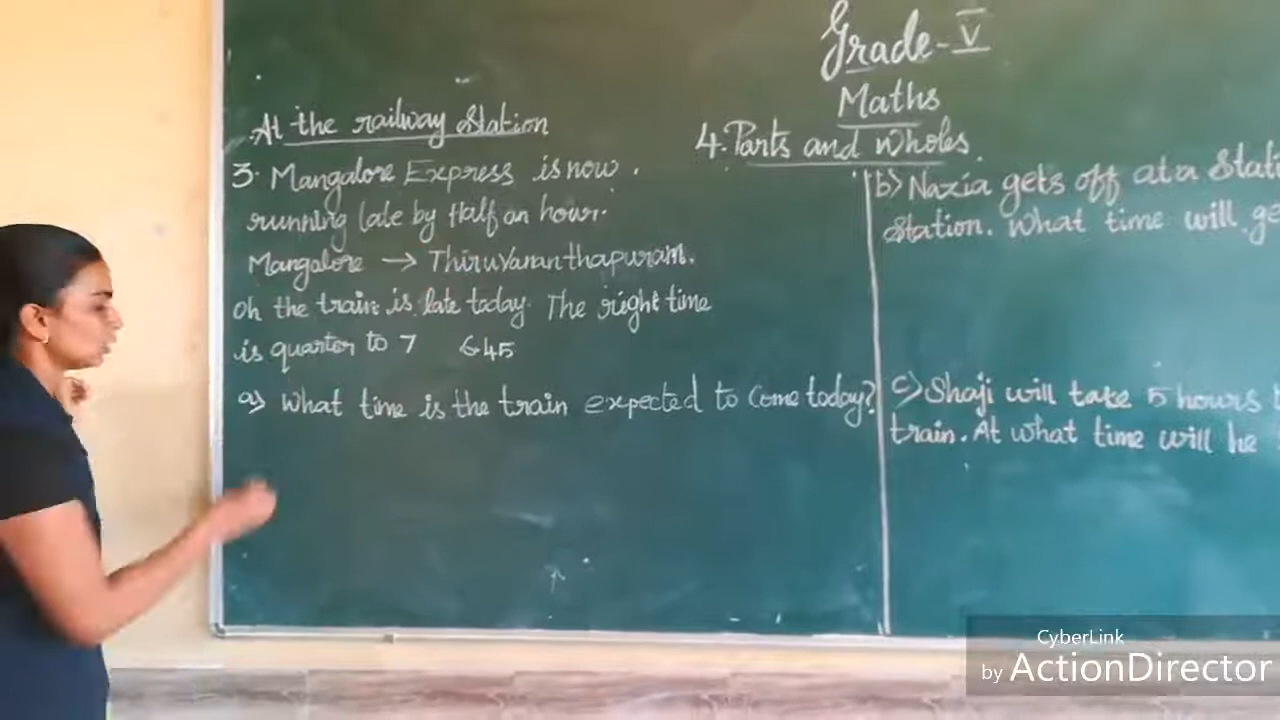 Grade-V
Maths
4. Parts and Wholes
At the railway Station
3. Mangalore Express is now
running late by Half an hour.
Mangalore → Thiruvananthapuram.
Oh the train is late today. The right time
is quarter to 7 645
a) What time is the train expected to Come today?
b) Nazia gets off at a Stati
Station. What time will ge
c) Shaji will take 5 hours
train. At what time will he
CyberLink
by ActionDirector